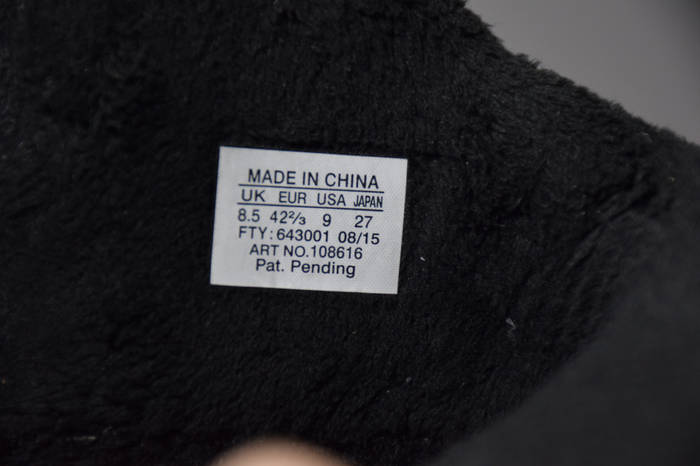 MADE IN CHINA
UK EUR USA JAPAN
8.5 42⅔ 9 27
FTY: 643001 08/15
ART NO.108616
Pat. Pending